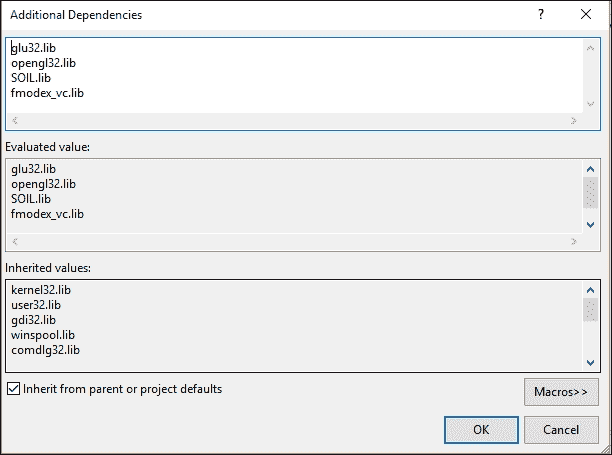 Additional Dependencies
?
glu32.lib
opengl32.lib
SOIL.lib
fmodex_vc.lib
Evaluated value:
glu32.lib
opengl32.lib
SOIL.lib
fmodex_vc.lib
Inherited values:
kernel32.lib
user32.lib
gdi32.lib
winspool.lib
comdlg32.lib
Inherit from parent or project defaults
Macros>>
OK
Cancel